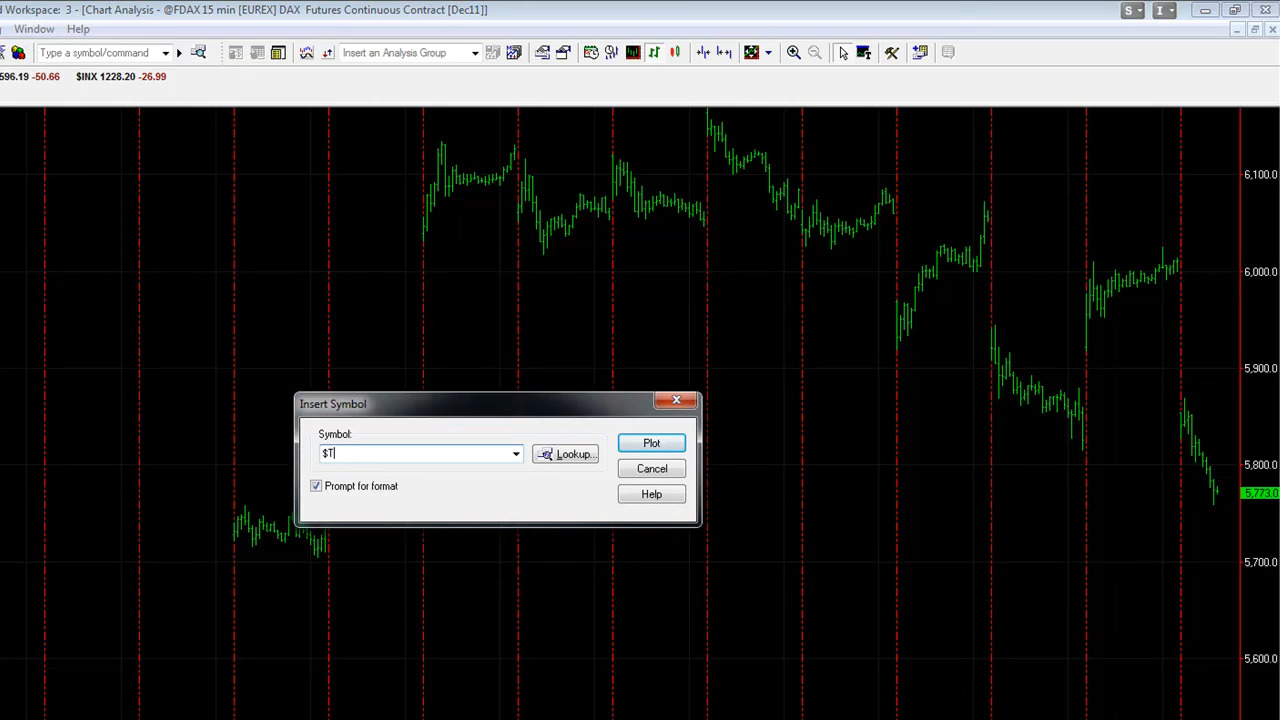 d Workspace: 3 - [Chart Analysis - @FDAX 15 min [EUREX] DAX Futures Continuous Contract [Dec11]]
S
I
Window Help
Type a symbol/command
Insert an Analysis Group
596.19 -50.66 $INX 1228.20 -26.99
6,100.0
6,000.0
5,900.0
5,800.0
5,773.0
5,700.0
5,600.0
Insert Symbol
Symbol:
$T
Lookup...
Plot
Cancel
Prompt for format
Help